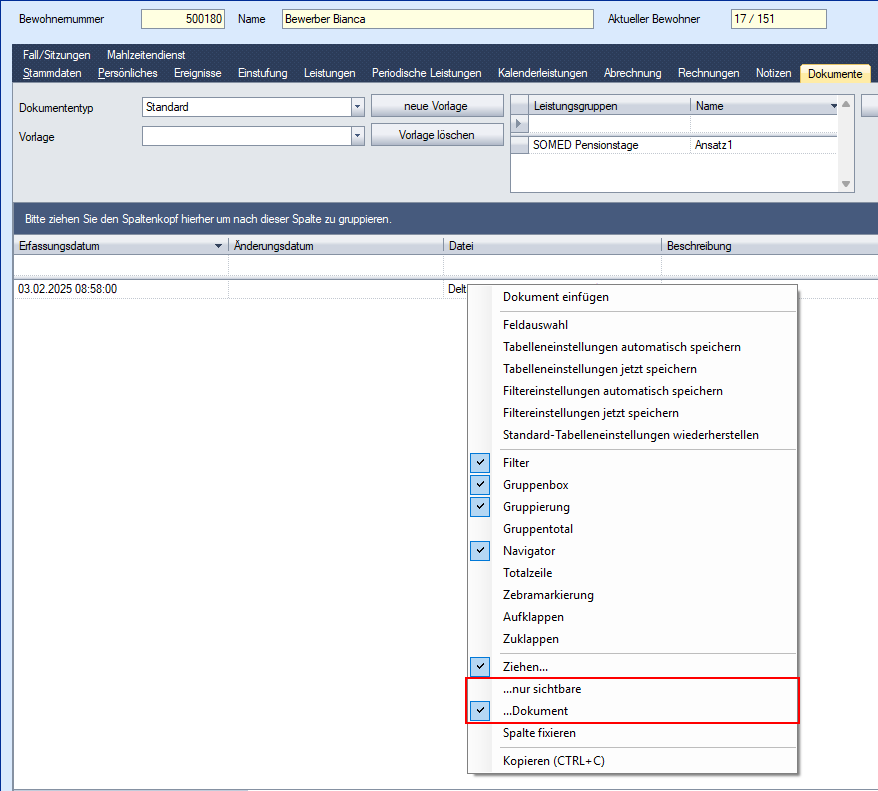 Bewohnernummer 500180 Name Bewerber Bianca Aktueller Bewohner 17 / 151
Fall/Sitzungen Mahlzeitendienst
Stammdaten Persönliches Ereignisse Einstufung Leistungen Periodische Leistungen Kalenderleistungen Abrechnung Rechnungen Notizen Dokumente
Dokumententyp Standard neue Vorlage Leistungsgruppen Name
Vorlage Vorlage löschen
SOMED Pensionstage Ansatz1
Bitte ziehen Sie den Spaltenkopf hierher um nach dieser Spalte zu gruppieren.
Erfassungsdatum Änderungsdatum Datei Beschreibung
03.02.2025 08:58:00 Delt
Dokument einfügen
Feldauswahl
Tabelleneinstellungen automatisch speichern
Tabelleneinstellungen jetzt speichern
Filtereinstellungen automatisch speichern
Filtereinstellungen jetzt speichern
Standard-Tabelleneinstellungen wiederherstellen
Filter
Gruppenbox
Gruppierung
Gruppentotal
Navigator
Totalzeile
Zebramarkierung
Aufklappen
Zuklappen
Ziehen...
...nur sichtbare
...Dokument
Spalte fixieren
Kopieren (CTRL+C)